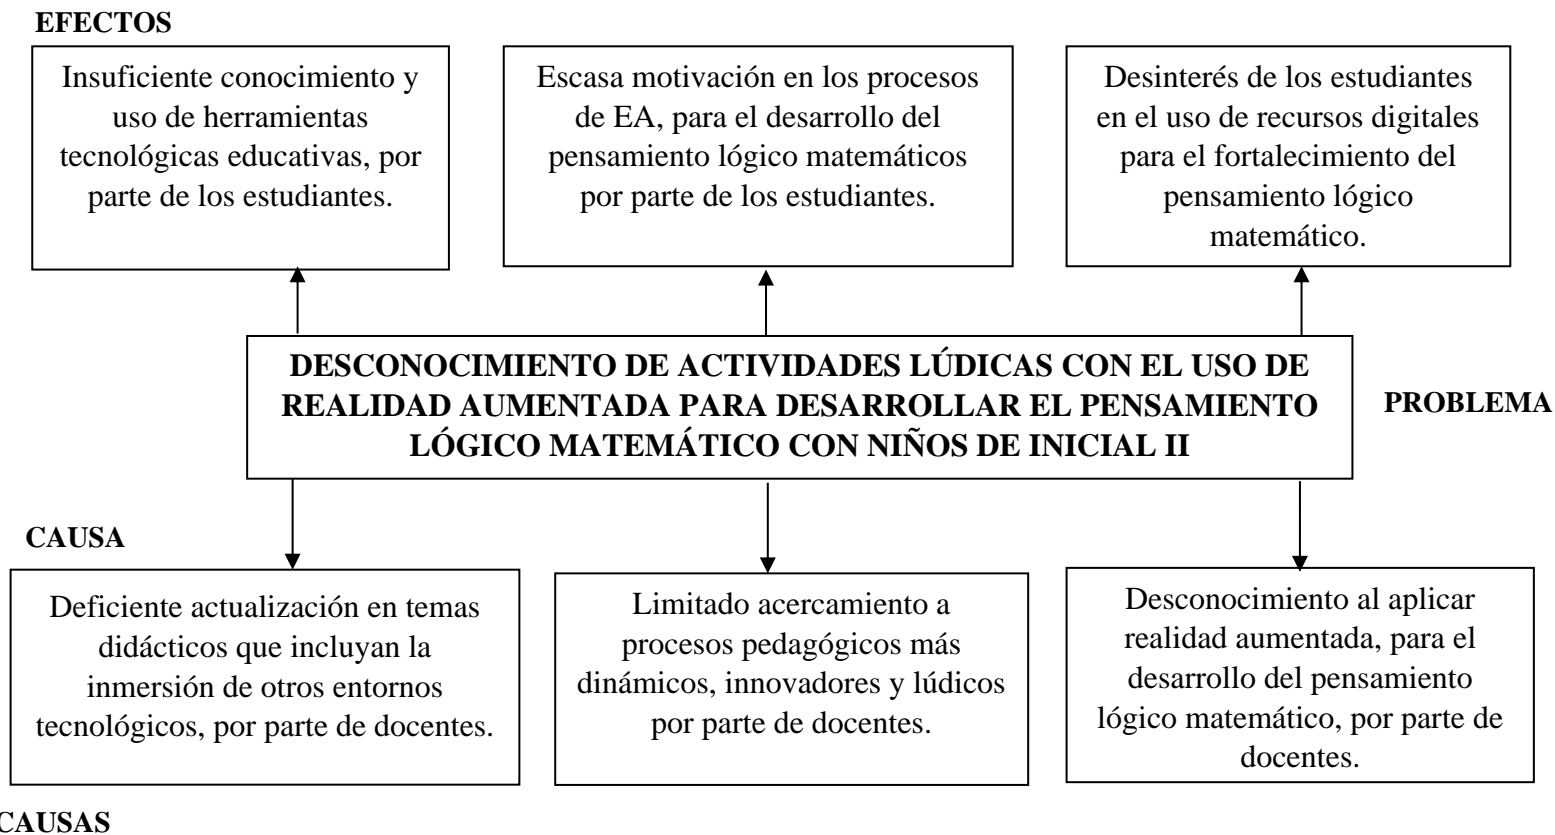 EFECTOS
Insuficiente conocimiento y
uso de herramientas
tecnológicas educativas, por
parte de los estudiantes.
Escasa motivación en los procesos
de EA, para el desarrollo del
pensamiento lógico matemáticos
por parte de los estudiantes.
Desinterés de los estudiantes
en el uso de recursos digitales
para el fortalecimiento del
pensamiento lógico
matemático.
DESCONOCIMIENTO DE ACTIVIDADES LÚDICAS CON EL USO DE
REALIDAD AUMENTADA PARA DESARROLLAR EL PENSAMIENTO
LÓGICO MATEMÁTICO CON NIÑOS DE INICIAL II
PROBLEMA
CAUSA
Deficiente actualización en temas
didácticos que incluyan la
inmersión de otros entornos
tecnológicos, por parte de docentes.
Limitado acercamiento a
procesos pedagógicos más
dinámicos, innovadores y lúdicos
por parte de docentes.
Desconocimiento al aplicar
realidad aumentada, para el
desarrollo del pensamiento
lógico matemático, por parte de
docentes.
CAUSAS